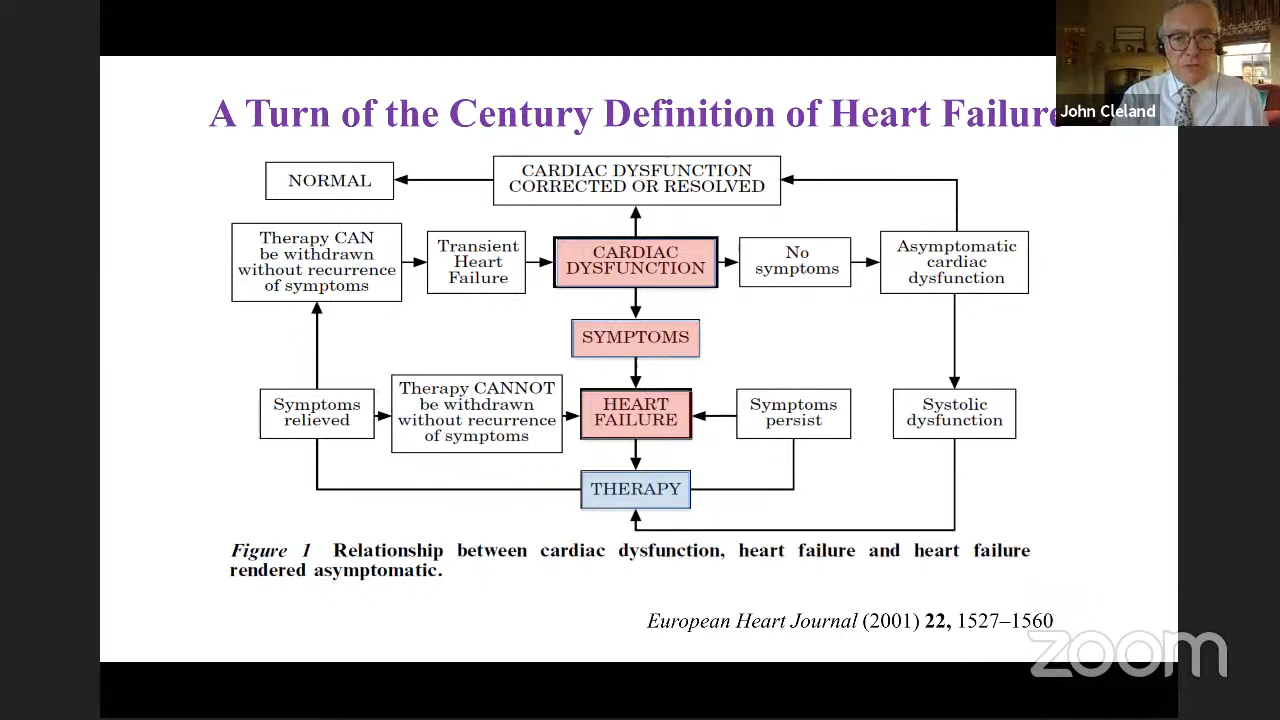 A Turn of the Century Definition of Heart Failure
John Cleland
NORMAL
CARDIAC DYSFUNCTION
CORRECTED OR RESOLVED
Therapy CAN
be withdrawn
without recurrence
of symptoms
Transient
Heart
Failure
CARDIAC
DYSFUNCTION
No
symptoms
Asymptomatic
cardiac
dysfunction
SYMPTOMS
Symptoms
relieved
Therapy CANNOT
be withdrawn
without recurrence
of symptoms
HEART
FAILURE
Symptoms
persist
Systolic
dysfunction
THERAPY
Figure 1 Relationship between cardiac dysfunction, heart failure and heart failure
rendered asymptomatic.
European Heart Journal (2001) 22, 1527–1560
zoom